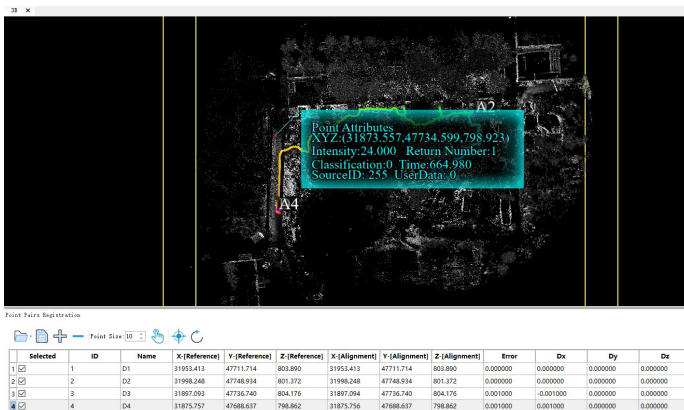 3D ×
A2
Point Attributes
XYZ:(31873.557,47734.599,798.923)
Intensity:24.000 Return Number:1
Classification:0 Time:664.980
SourceID: 255 UserData: 0
A4
Point Pairs Registration
Point Size: 10
Selected ID Name X-(Reference) Y-(Reference) Z-(Reference) X-(Alignment) Y-(Alignment) Z-(Alignment) Error Dx Dy Dz
1 1 D1 31953.413 47711.714 803.890 31953.413 47711.714 803.890 0.000000 0.000000 0.000000 0.000000
2 2 D2 31998.248 47748.934 801.372 31998.248 47748.934 801.372 0.000000 0.000000 0.000000 0.000000
3 3 D3 31897.093 47736.740 804.176 31897.094 47736.740 804.176 0.001000 -0.001000 0.000000 0.000000
4 4 D4 31875.757 47688.637 798.862 31875.756 47688.637 798.862 0.001000 0.001000 0.000000 0.000000